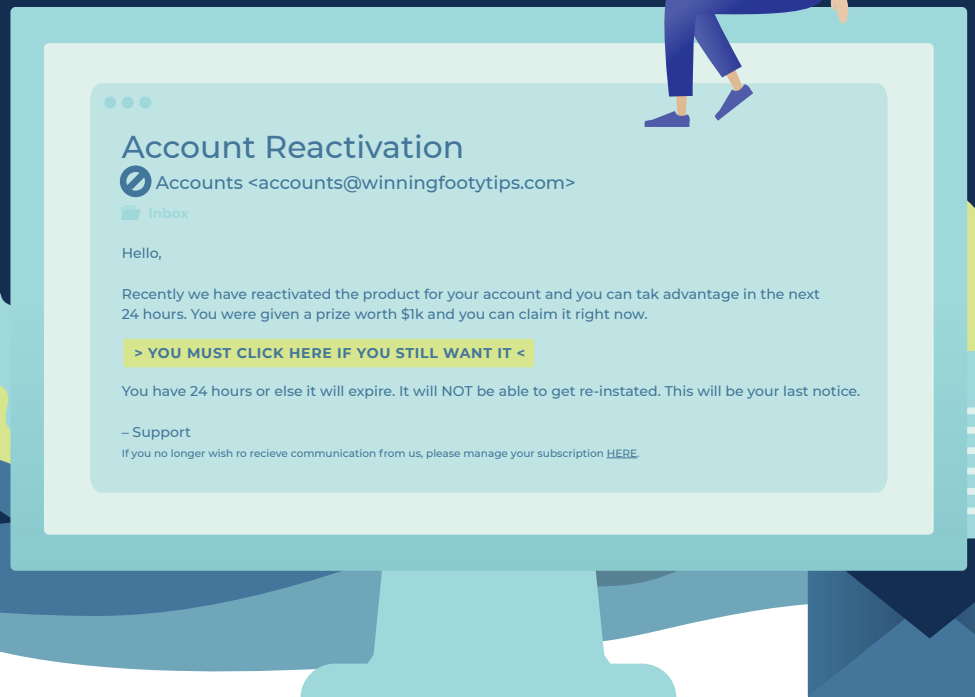 Account Reactivation
Accounts <accounts@winningfootytips.com>
Inbox
Hello,
Recently we have reactivated the product for your account and you can tak advantage in the next
24 hours. You were given a prize worth $1k and you can claim it right now.
> YOU MUST CLICK HERE IF YOU STILL WANT IT <
You have 24 hours or else it will expire. It will NOT be able to get re-instated. This will be your last notice.
– Support
If you no longer wish ro recieve communication from us, please manage your subscription HERE.